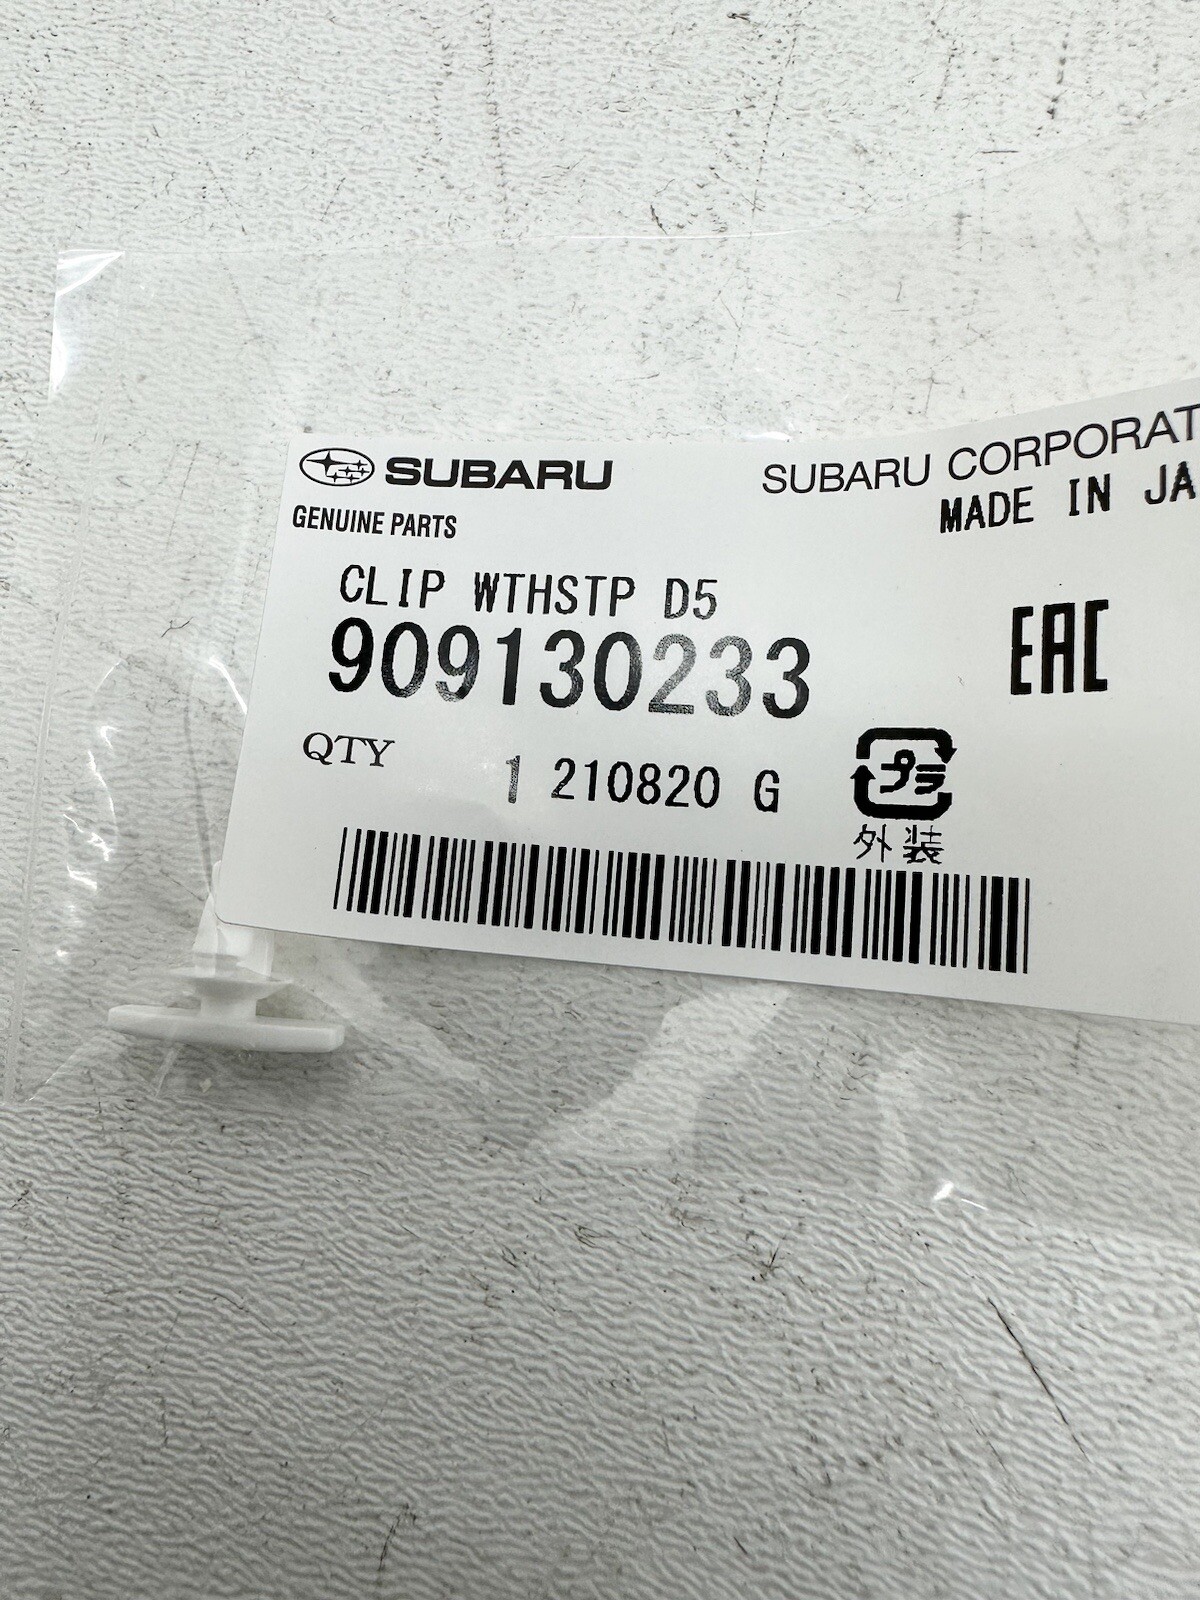 SUBARU
SUBARU CORPORAT
GENUINE PARTS
MADE IN JA
CLIP WTHSTP D5
909130233
EAC
QTY 1 210820 G
プラ
外装